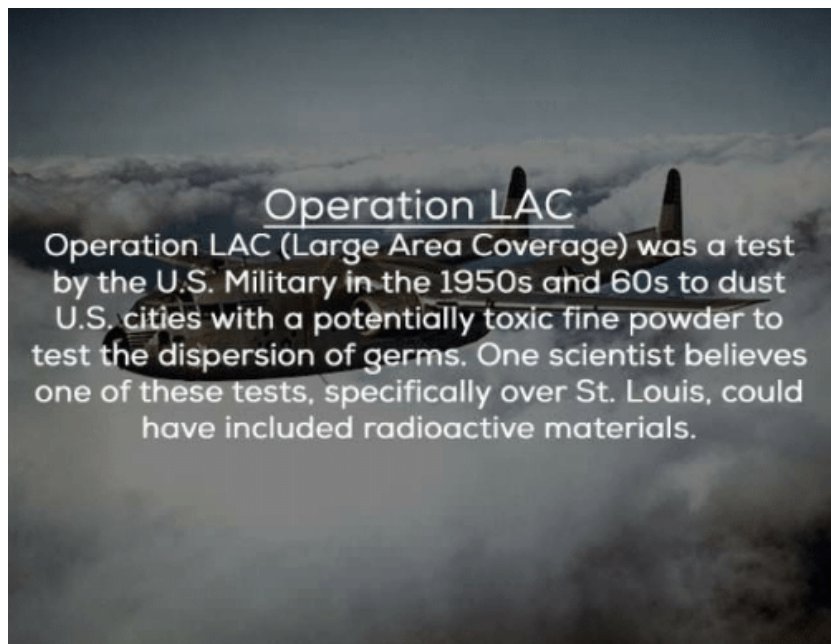 Operation LAC
Operation LAC (Large Area Coverage) was a test
by the U.S. Military in the 1950s and 60s to dust
U.S. cities with a potentially toxic fine powder to
test the dispersion of germs. One scientist believes
one of these tests, specifically over St. Louis, could
have included radioactive materials.